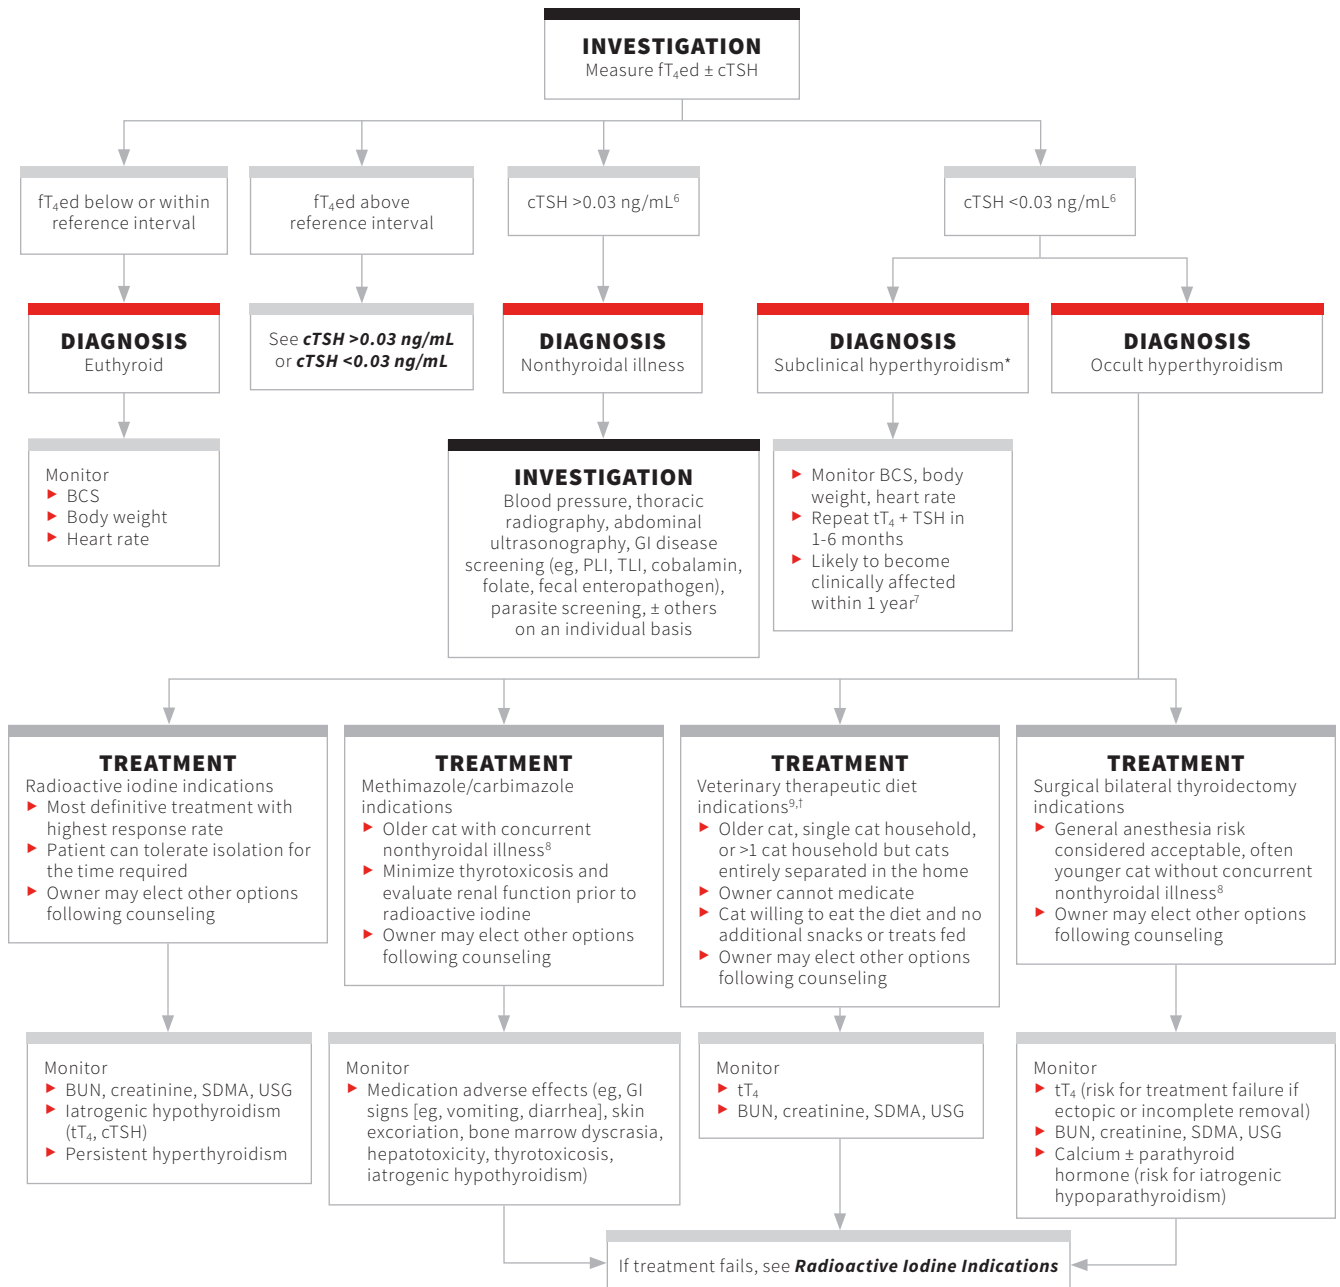 INVESTIGATION
Measure fT₄ed ± cTSH
fT₄ed below or within
reference interval
fT₄ed above
reference interval
cTSH >0.03 ng/mL⁶
cTSH <0.03 ng/mL⁶
DIAGNOSIS
Euthyroid
See cTSH >0.03 ng/mL
or cTSH <0.03 ng/mL
DIAGNOSIS
Nonthyroidal illness
DIAGNOSIS
Subclinical hyperthyroidism*
DIAGNOSIS
Occult hyperthyroidism
Monitor
► BCS
► Body weight
► Heart rate
INVESTIGATION
Blood pressure, thoracic
radiography, abdominal
ultrasonography, GI disease
screening (eg, PLI, TLI, cobalamin,
folate, fecal enteropathogen),
parasite screening, ± others
on an individual basis
► Monitor BCS, body
weight, heart rate
► Repeat tT₄ + TSH in
1-6 months
► Likely to become
clinically affected
within 1 year⁷
TREATMENT
Radioactive iodine indications
► Most definitive treatment with
highest response rate
► Patient can tolerate isolation for
the time required
► Owner may elect other options
following counseling
TREATMENT
Methimazole/carbimazole
indications
► Older cat with concurrent
nonthyroidal illness⁸
► Minimize thyrotoxicosis and
evaluate renal function prior to
radioactive iodine
► Owner may elect other options
following counseling
TREATMENT
Veterinary therapeutic diet
indications⁹,†
► Older cat, single cat household,
or >1 cat household but cats
entirely separated in the home
► Owner cannot medicate
► Cat willing to eat the diet and no
additional snacks or treats fed
► Owner may elect other options
following counseling
TREATMENT
Surgical bilateral thyroidectomy
indications
► General anesthesia risk
considered acceptable, often
younger cat without concurrent
nonthyroidal illness⁸
► Owner may elect other options
following counseling
Monitor
► BUN, creatinine, SDMA, USG
► Iatrogenic hypothyroidism
(tT₄, cTSH)
► Persistent hyperthyroidism
Monitor
► Medication adverse effects (eg, GI
signs [eg, vomiting, diarrhea], skin
excoriation, bone marrow dyscrasia,
hepatotoxicity, thyrotoxicosis,
iatrogenic hypothyroidism)
Monitor
► tT₄
► BUN, creatinine, SDMA, USG
Monitor
► tT₄ (risk for treatment failure if
ectopic or incomplete removal)
► BUN, creatinine, SDMA, USG
► Calcium ± parathyroid
hormone (risk for iatrogenic
hypoparathyroidism)
If treatment fails, see Radioactive Iodine Indications